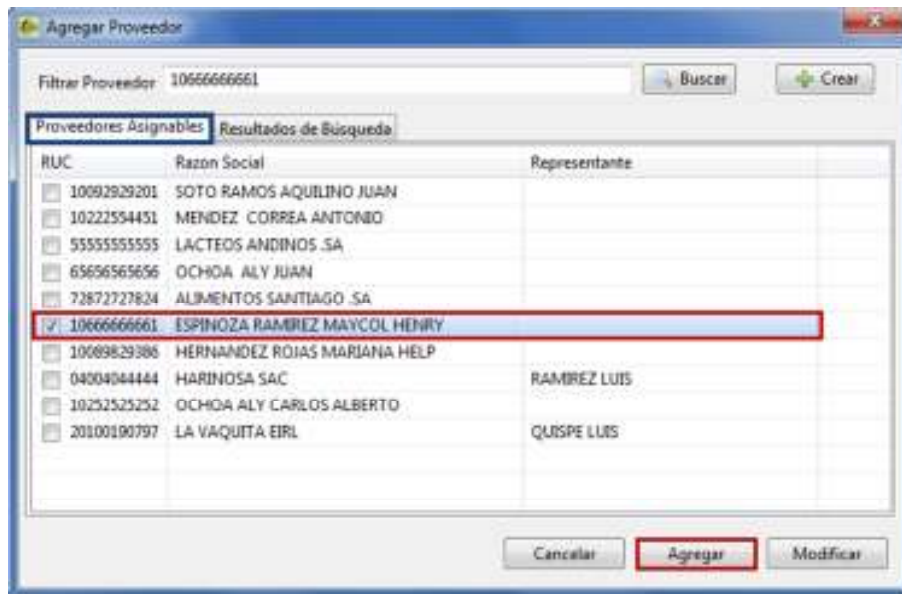 Agregar Proveedor
Filtrar Proveedor 10666666661 Buscar Crear
Proveedores Asignables Resultados de Búsqueda
RUC Razon Social Representante
10092929201 SOTO RAMOS AQUILINO JUAN
10222554451 MENDEZ CORREA ANTONIO
55555555555 LACTEOS ANDINOS .SA
65656565656 OCHOA ALY JUAN
72872727824 ALIMENTOS SANTIAGO .SA
10666666661 ESPINOZA RAMIREZ MAYCOL HENRY
10089829386 HERNANDEZ ROJAS MARIANA HELP
04004044444 HARINOSA SAC RAMIREZ LUIS
10252525252 OCHOA ALY CARLOS ALBERTO
20100190797 LA VAQUITA EIRL QUISPE LUIS
Cancelar Agregar Modificar